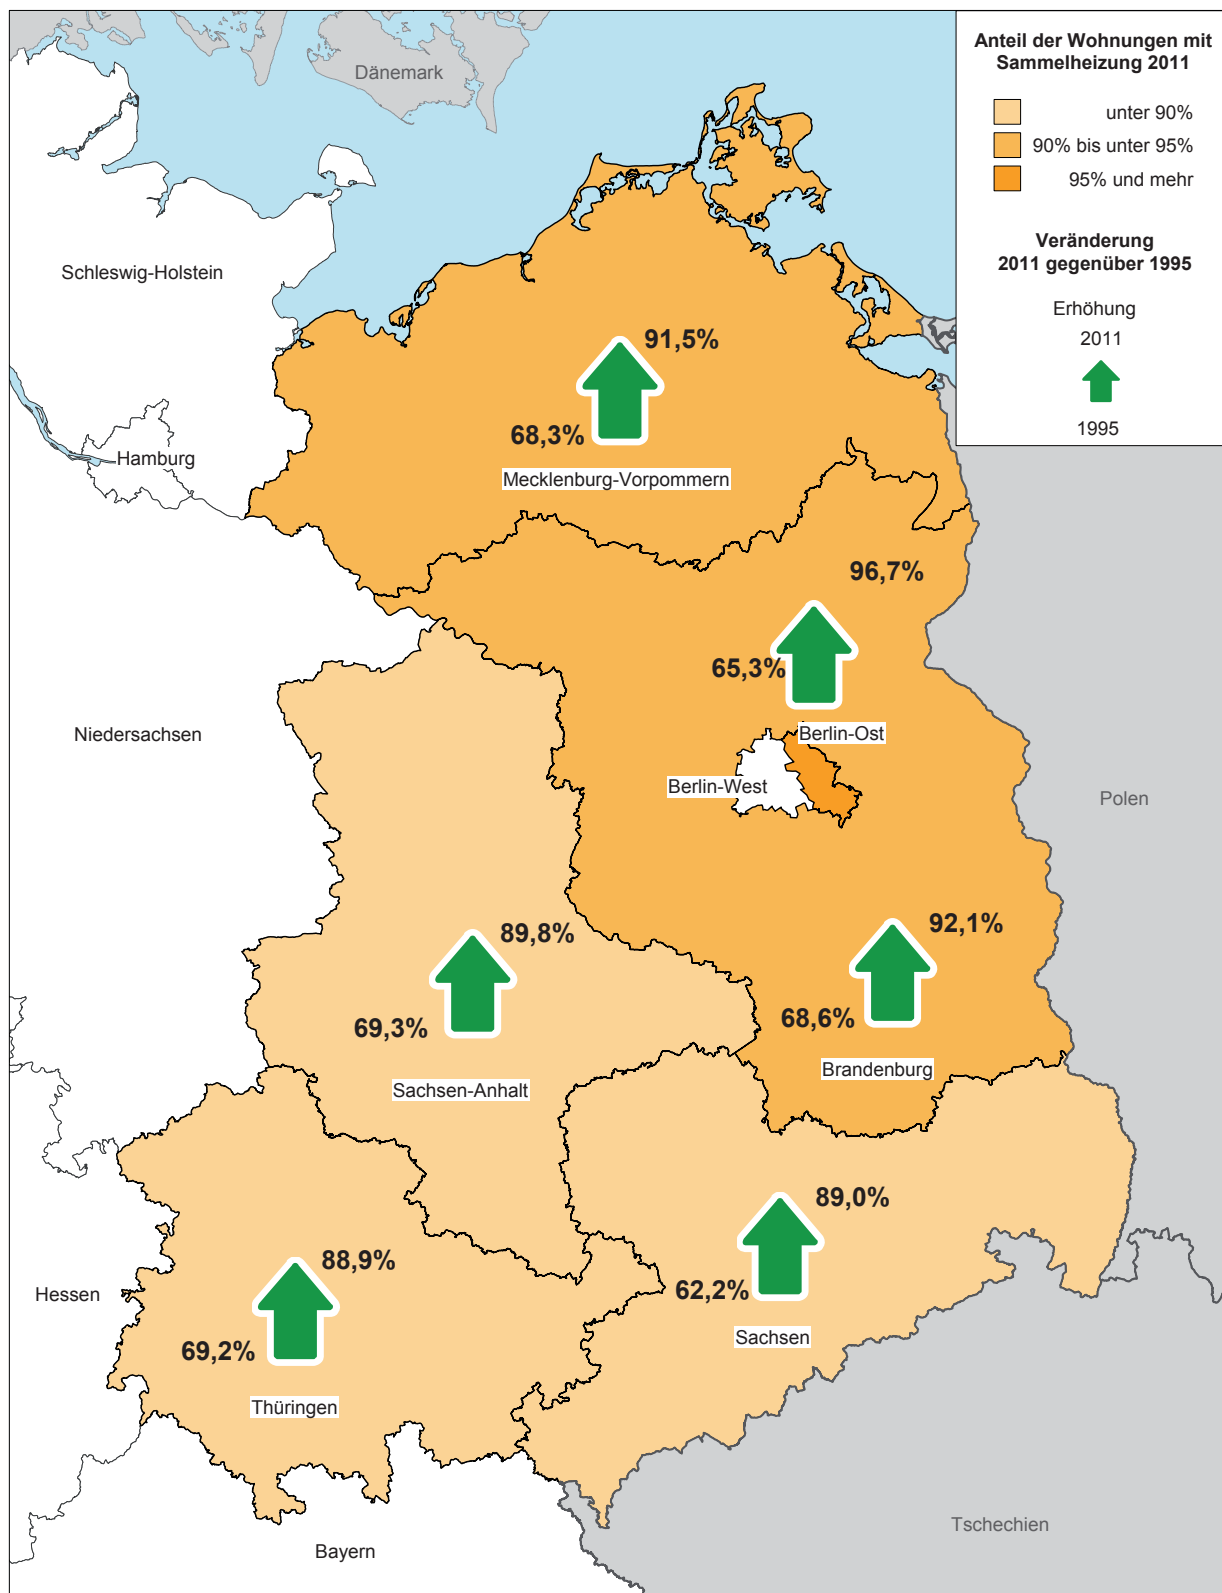 Anteil der Wohnungen mit
Sammelheizung 2011
unter 90%
90% bis unter 95%
95% und mehr
Veränderung
2011 gegenüber 1995
Erhöhung
2011
1995
Dänemark
Schleswig-Holstein
Hamburg
91,5%
68,3%
Mecklenburg-Vorpommern
96,7%
65,3%
Berlin-Ost
Berlin-West
Niedersachsen
Polen
89,8%
69,3%
Sachsen-Anhalt
92,1%
68,6%
Brandenburg
89,0%
62,2%
Sachsen
88,9%
69,2%
Thüringen
Hessen
Bayern
Tschechien